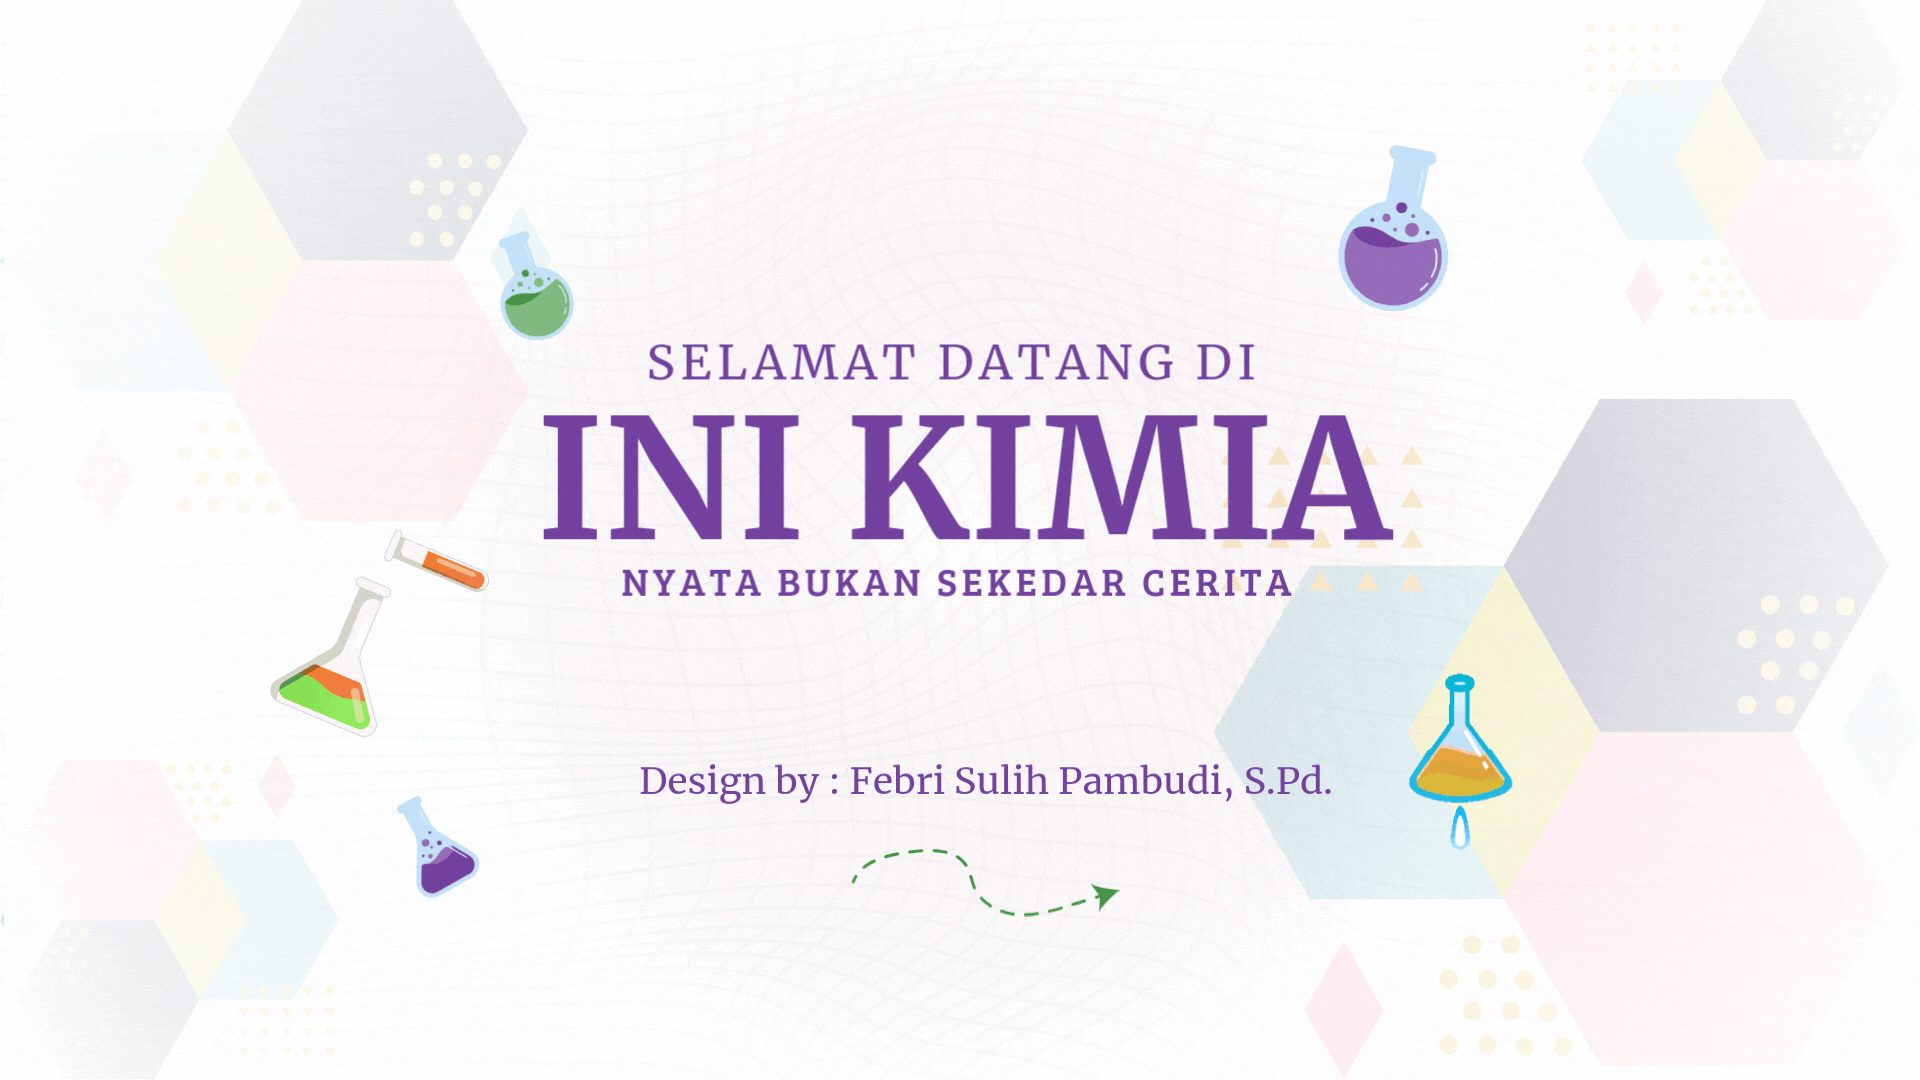 SELAMAT DATANG DI
INI KIMIA
NYATA BUKAN SEKEDAR CERITA
Design by : Febri Sulih Pambudi, S.Pd.